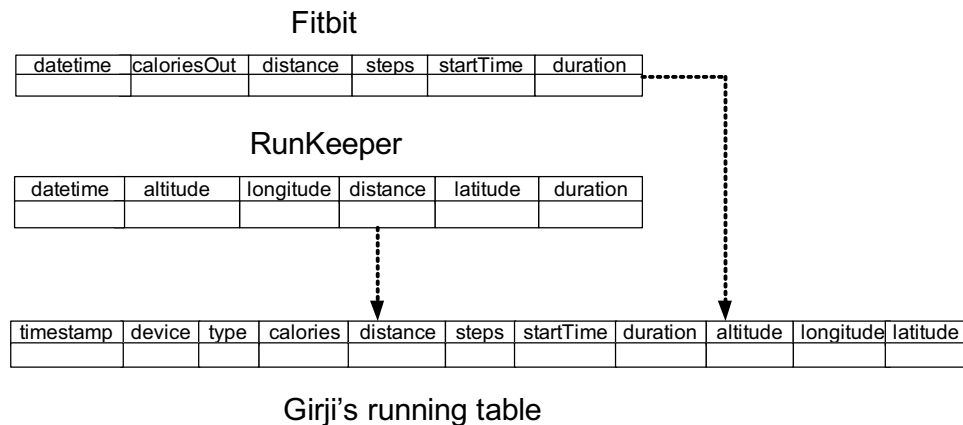 Fitbit
datetime caloriesOut distance steps startTime duration
RunKeeper
datetime altitude longitude distance latitude duration
timestamp device type calories distance steps startTime duration altitude longitude latitude
Girji's running table